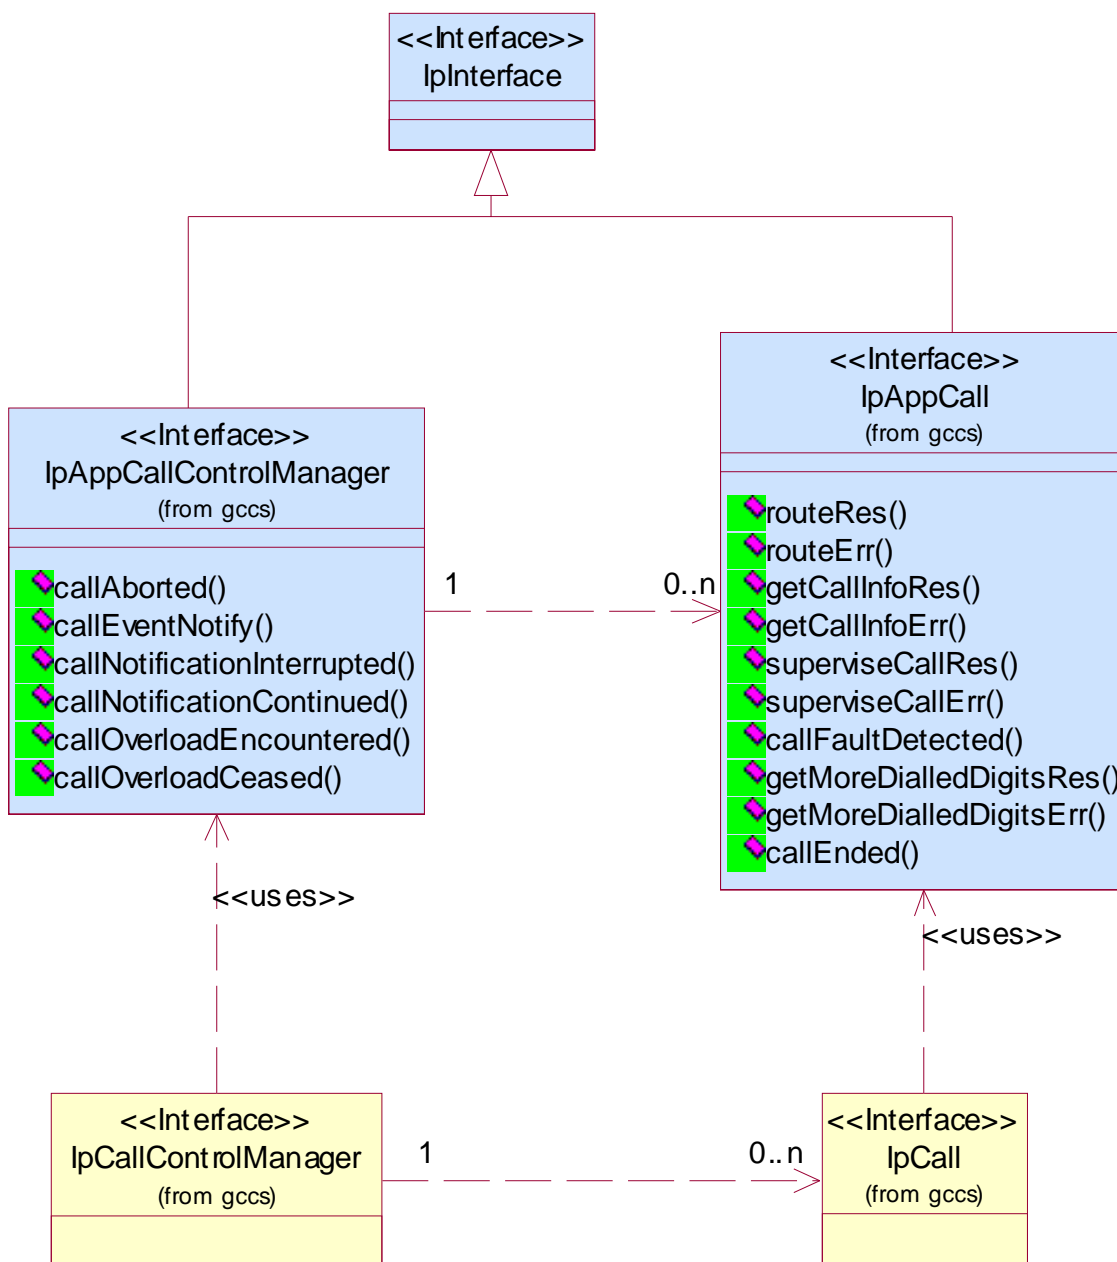 <<Interface>>
IpInterface
<<Interface>>
IpAppCall
(from gccs)
<<Interface>>
IpAppCallControlManager
(from gccs)
routeRes()
routeErr()
getCallInfoRes()
getCallInfoErr()
superviseCallRes()
superviseCallErr()
callFaultDetected()
getMoreDialledDigitsRes()
getMoreDialledDigitsErr()
callEnded()
callAborted()
callEventNotify()
callNotificationInterrupted()
callNotificationContinued()
callOverloadEncountered()
callOverloadCeased()
1
0..n
<<uses>>
<<uses>>
<<Interface>>
IpCallControlManager
(from gccs)
1
0..n
<<Interface>>
IpCall
(from gccs)